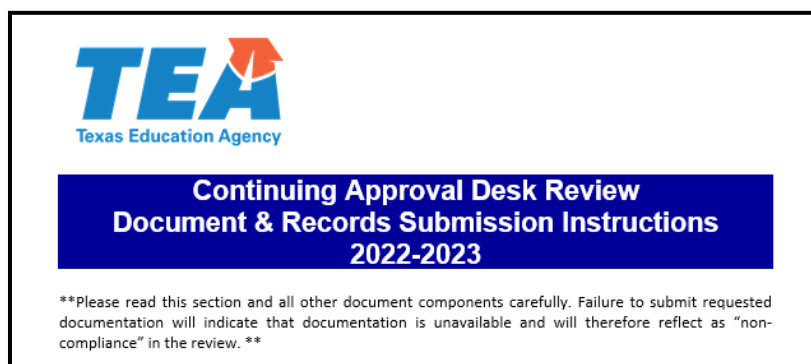 TEA
Texas Education Agency
Continuing Approval Desk Review
Document & Records Submission Instructions
2022-2023
**Please read this section and all other document components carefully. Failure to submit requested
documentation will indicate that documentation is unavailable and will therefore reflect as “non-
compliance” in the review. **